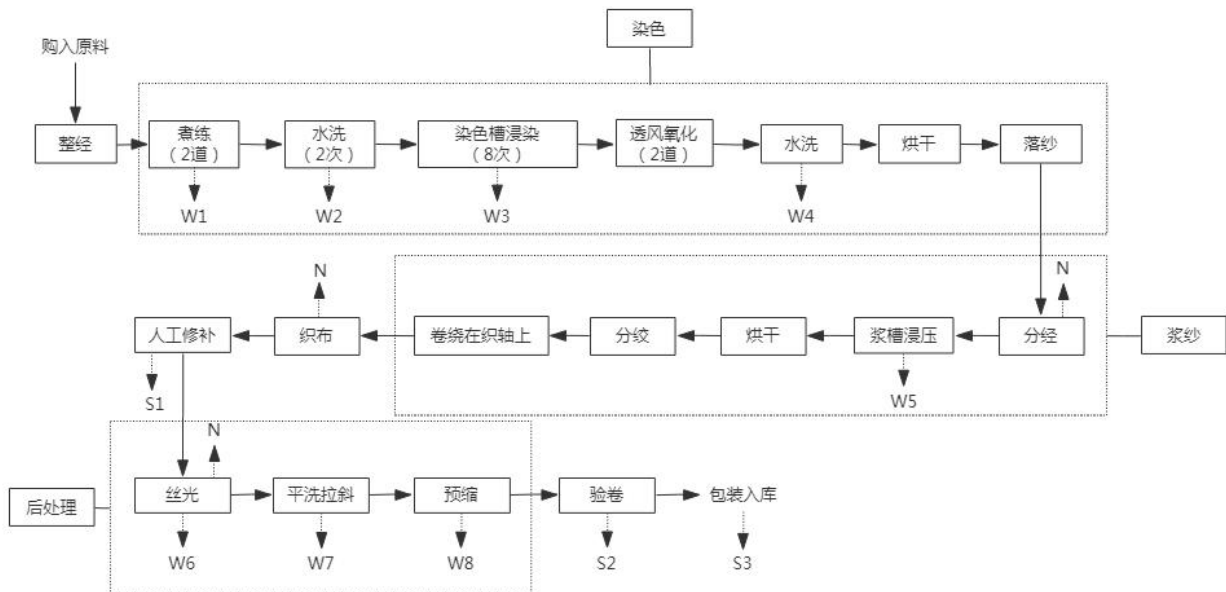 染色
购入原料
整经
煮练
（2道）
水洗
（2次）
染色槽浸染
（8次）
透风氧化
（2道）
水洗
烘干
落纱
W1
W2
W3
W4
N
N
人工修补
织布
卷绕在织轴上
分绞
烘干
浆槽浸压
分经
浆纱
S1
W5
N
后处理
丝光
平洗拉斜
预缩
验卷
包装入库
W6
W7
W8
S2
S3